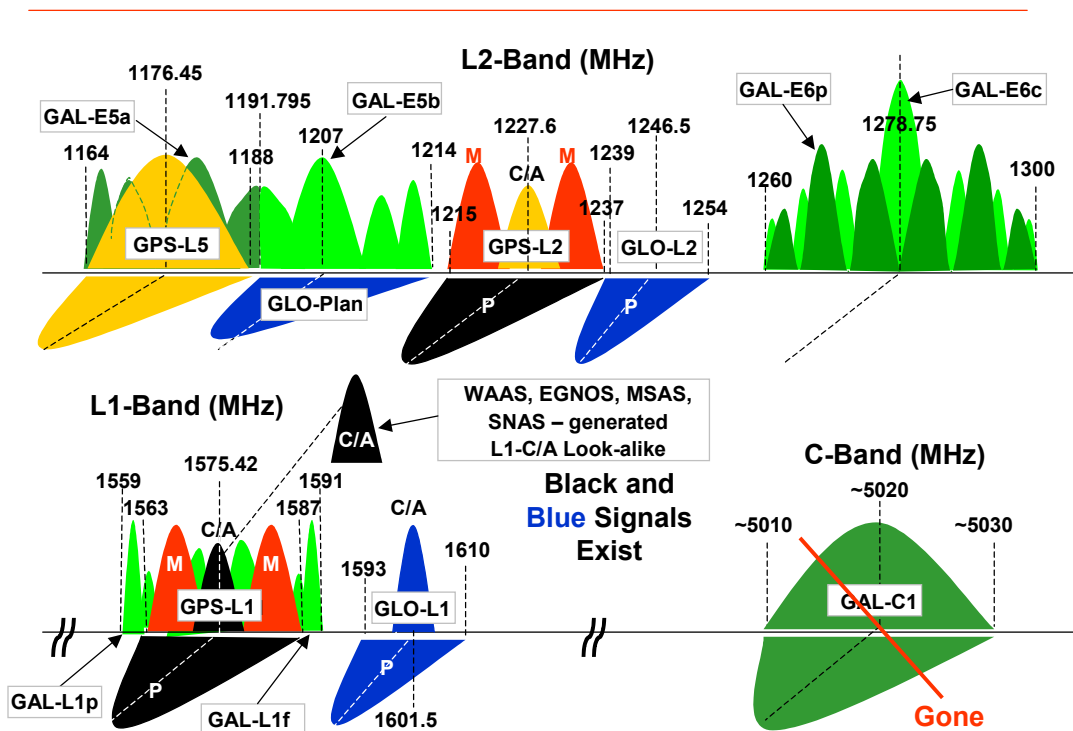 L2-Band (MHz)
1176.45
1191.795
GAL-E5a
GAL-E5b
GAL-E6p
GAL-E6c
1164
1188
1207
1214
1227.6
1246.5
1278.75
M
M
C/A
1239
1215
1237
1254
1260
1300
GPS-L5
GPS-L2
GLO-L2
GLO-Plan
P
P
L1-Band (MHz)
C/A
WAAS, EGNOS, MSAS,
SNAS – generated
L1-C/A Look-alike
Black and
Blue Signals
Exist
C-Band (MHz)
1575.42
1559
1563
1591
1587
C/A
C/A
M
M
1593
1610
~5010
~5020
~5030
GPS-L1
GLO-L1
GAL-C1
P
P
GAL-L1p
GAL-L1f
1601.5
Gone